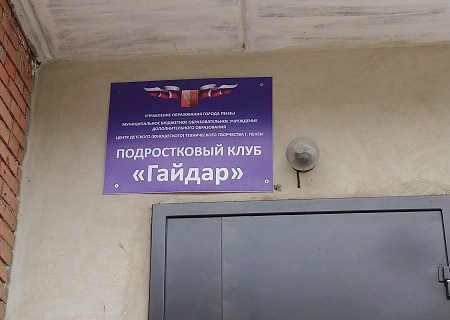 УПРАВЛЕНИЕ ОБРАЗОВАНИЯ ГОРОДА ПЕНЗЫ
МУНИЦИПАЛЬНОЕ БЮДЖЕТНОЕ ОБРАЗОВАТЕЛЬНОЕ УЧРЕЖДЕНИЕ
ДОПОЛНИТЕЛЬНОГО ОБРАЗОВАНИЯ
ЦЕНТР ДЕТСКОГО (ЮНОШЕСКОГО) ТЕХНИЧЕСКОГО ТВОРЧЕСТВА Г. ПЕНЗЫ
ПОДРОСТКОВЫЙ КЛУБ
«Гайдар»